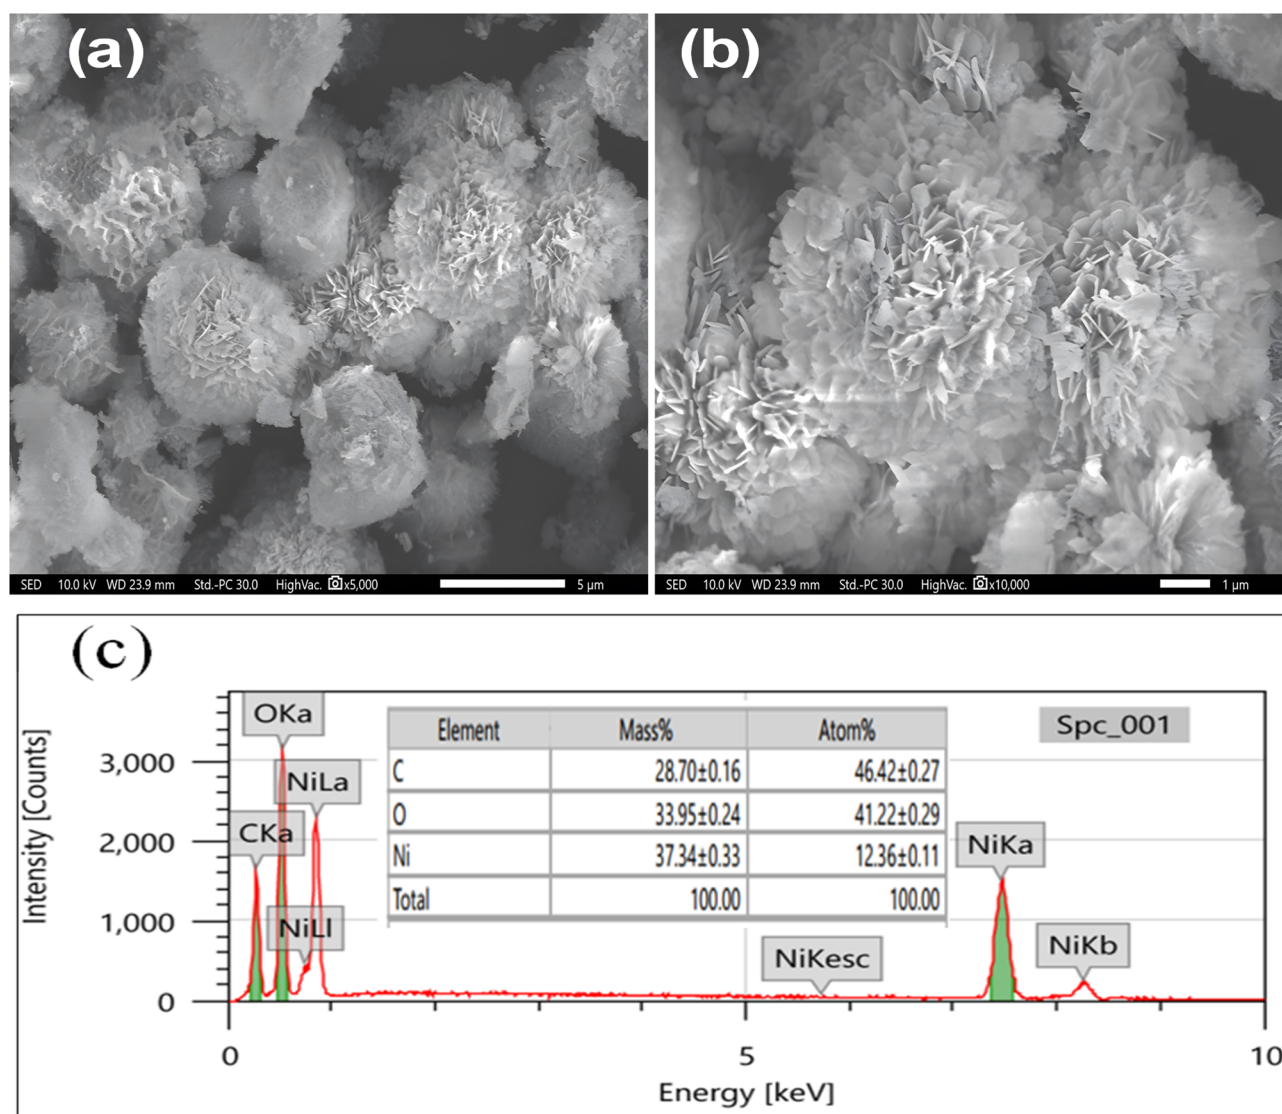 (a)
(b)
SED 10.0 kV WD 23.9 mm Std.-PC 30.0 HighVac. x5,000 5 µm
SED 10.0 kV WD 23.9 mm Std.-PC 30.0 HighVac. x10,000 1 µm
(c)
Intensity [Counts]
3,000
2,000
1,000
0
OKa
NiLa
CKa
NiLl
Element Mass% Atom%
C 28.70±0.16 46.42±0.27
O 33.95±0.24 41.22±0.29
Ni 37.34±0.33 12.36±0.11
Total 100.00 100.00
Spc_001
NiKa
NiKesc
NiKb
0 5 10
Energy [keV]